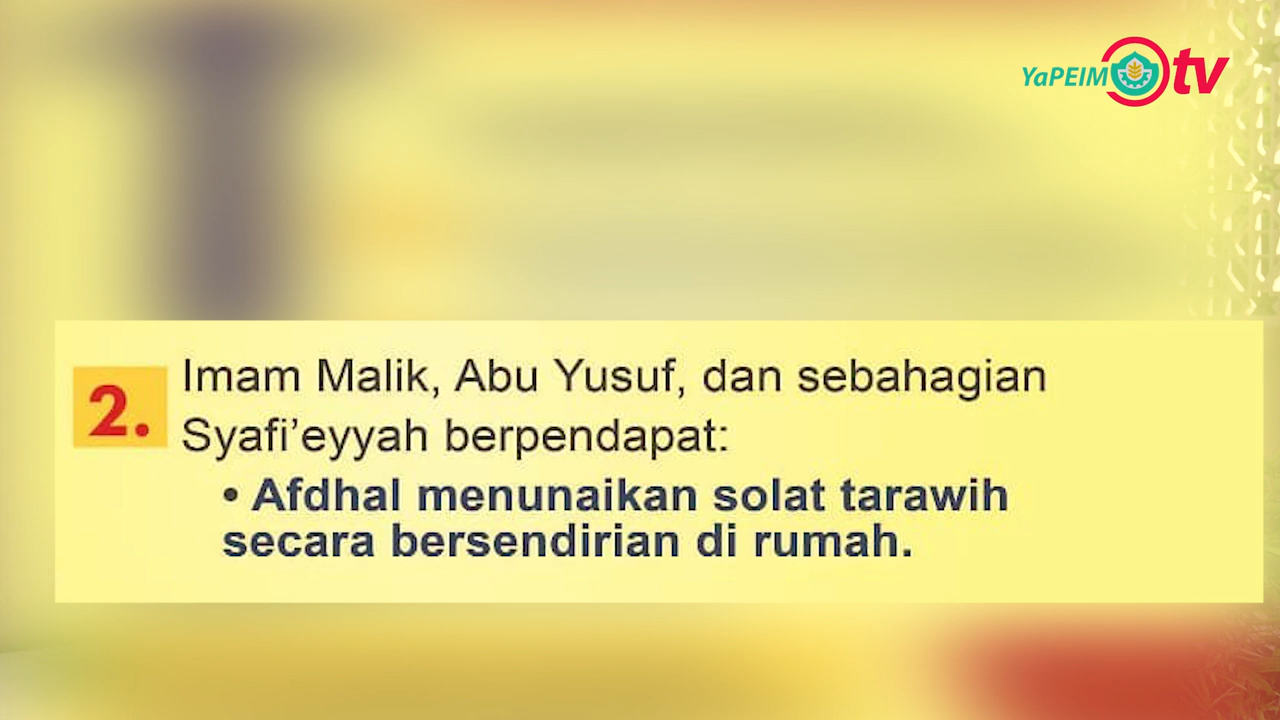 YaPEIM tv
2. Imam Malik, Abu Yusuf, dan sebahagian
Syafi’eyyah berpendapat:
• Afdhal menunaikan solat tarawih
secara bersendirian di rumah.